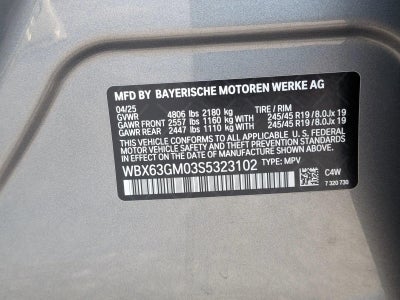 MFD BY BAYERISCHE MOTOREN WERKE AG
04/25
GVWR 4806 lbs 2180 kg TIRE / RIM
GAWR FRONT 2557 lbs 1160 kg WITH 245/45 R19 / 8.0Jx 19
GAWR REAR 2447 lbs 1110 kg WITH 245/45 R19 / 8.0Jx 19
THIS VEHICLE CONFORMS TO ALL APPLICABLE U.S. FEDERAL
MOTOR VEHICLE SAFETY, BUMPER, AND THEFT PREVENTION
STANDARDS IN EFFECT ON THE DATE OF MANUFACTURE SHOWN ABOVE.
WBX63GM03S5323102 TYPE: MPV
C4W
7 320 730